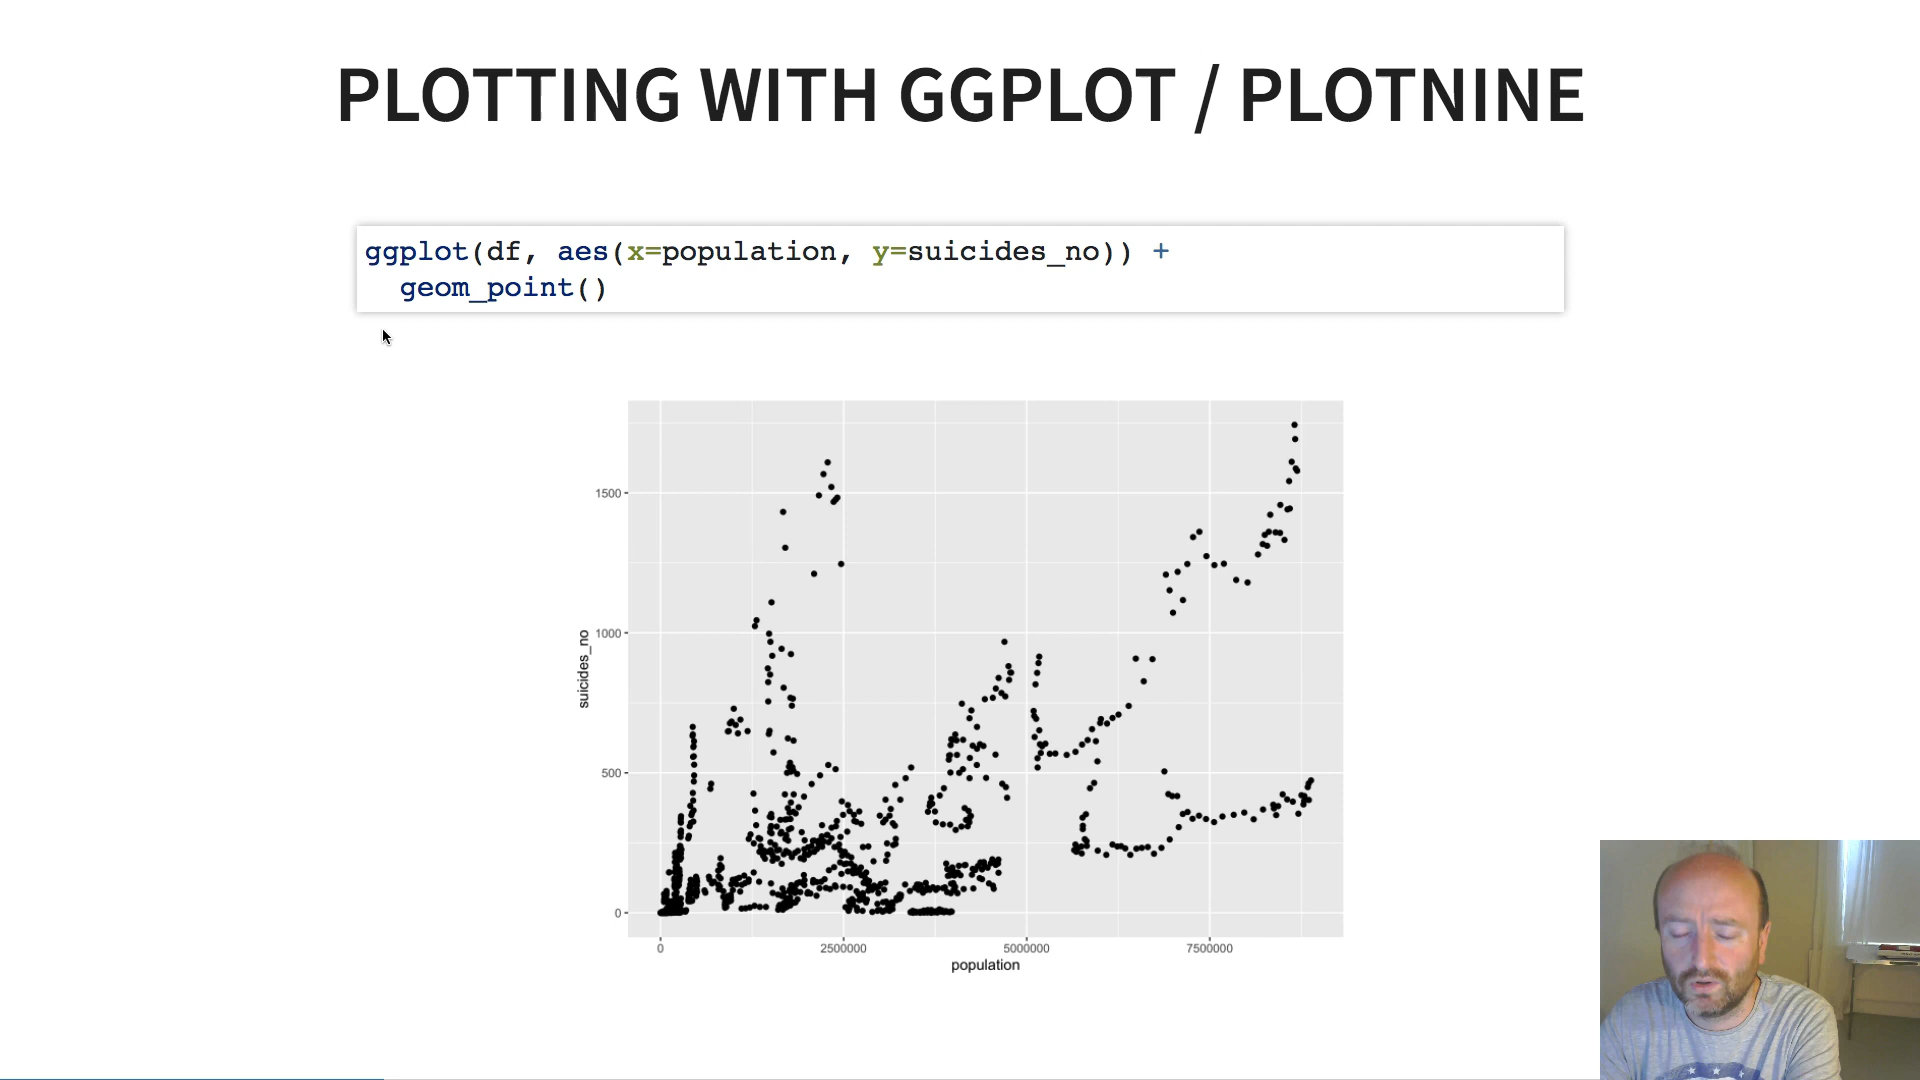 PLOTTING WITH GGPLOT / PLOTNINE
ggplot(df, aes(x=population, y=suicides_no)) +
  geom_point()
1500
1000
500
0
suicides_no
0 2500000 5000000 7500000
population